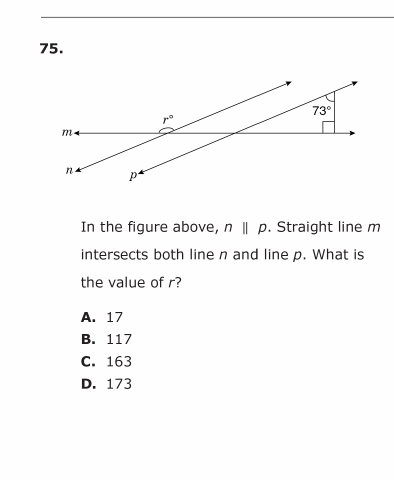 75.
r°
73°
m
n
p
In the figure above, n ∥ p. Straight line m
intersects both line n and line p. What is
the value of r?
A. 17
B. 117
C. 163
D. 173